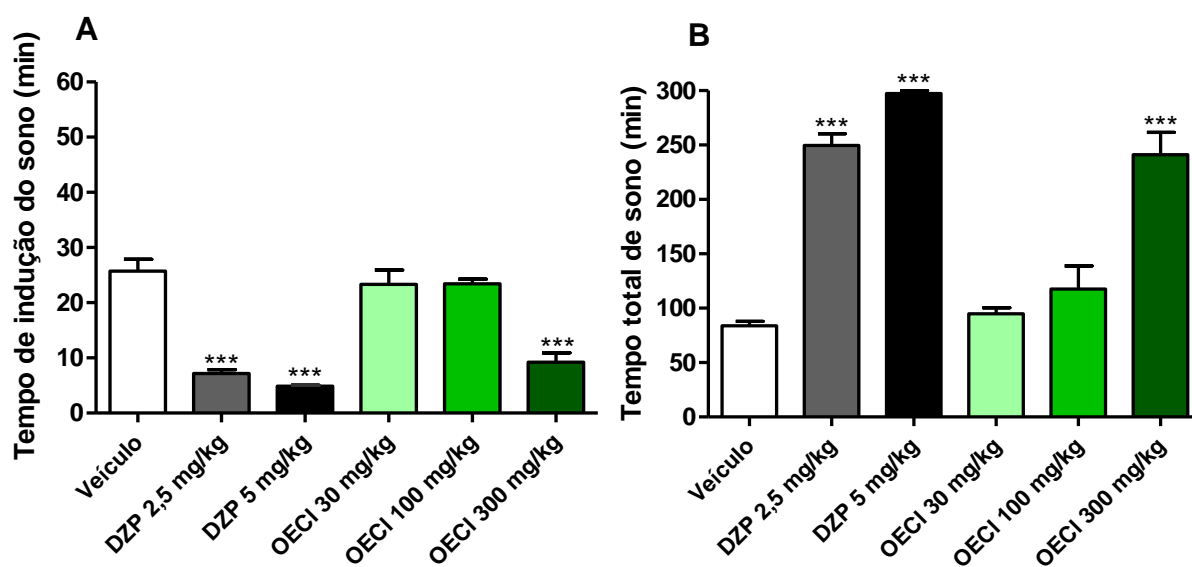 A
Tempo de indução do sono (min)
60
50
40
30
20
10
0
***
***
***
Veículo
DZP 2,5 mg/kg
DZP 5 mg/kg
OECI 30 mg/kg
OECI 100 mg/kg
OECI 300 mg/kg
B
Tempo total de sono (min)
300
250
200
150
100
50
0
***
***
***
Veículo
DZP 2,5 mg/kg
DZP 5 mg/kg
OECI 30 mg/kg
OECI 100 mg/kg
OECI 300 mg/kg